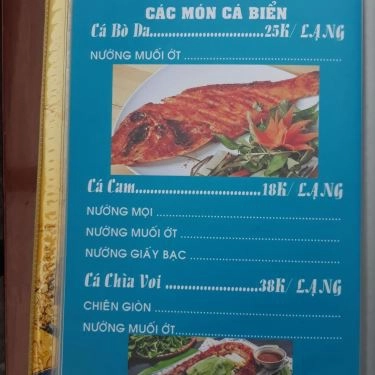 CÁC MÓN CÁ BIỂN
Cá Bò Da..............................25K/ LẠNG
NƯỚNG MUỐI ỚT ......................................
Cá Cam..............................18K/ LẠNG
NƯỚNG MỌI ......................................
NƯỚNG MUỐI ỚT ......................................
NƯỚNG GIẤY BẠC ......................................
Cá Chìa Vơi ......................38K/ LẠNG
CHIÊN GIÒN ......................................
NƯỚNG MUỐI ỚT......................................